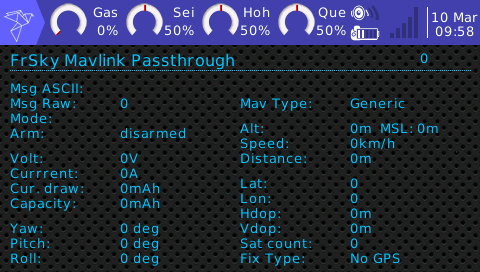 Gas 0% Sei 50% Hoh 50% Que 50% 10 Mar 09:58
FrSky Mavlink Passthrough 0
Msg ASCII:
Msg Raw: 0 Mav Type: Generic
Mode:
Arm: disarmed
Alt: 0m MSL: 0m
Speed: 0km/h
Volt: 0V Distance: 0m
Currrent: 0A
Cur. draw: 0mAh Lat: 0
Capacity: 0mAh Lon: 0
Hdop: 0m
Yaw: 0 deg Vdop: 0m
Pitch: 0 deg Sat count: 0
Roll: 0 deg Fix Type: No GPS